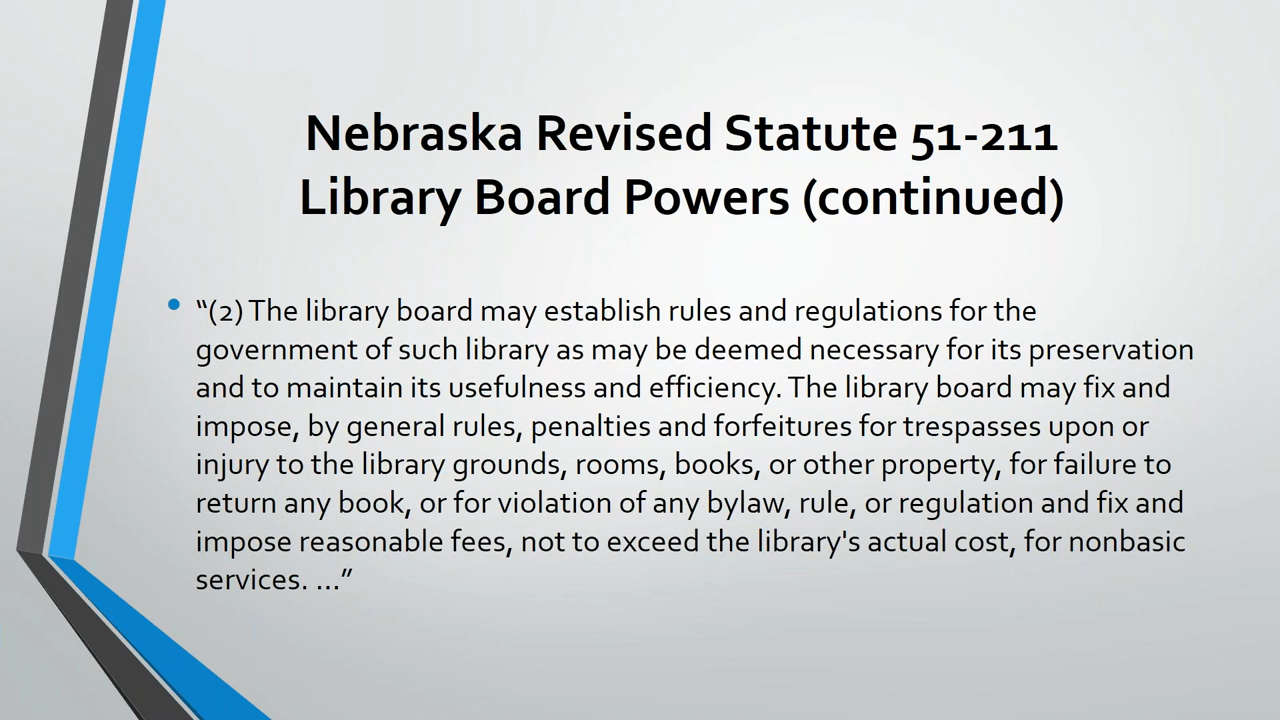 Nebraska Revised Statute 51-211
Library Board Powers (continued)
• “(2) The library board may establish rules and regulations for the
government of such library as may be deemed necessary for its preservation
and to maintain its usefulness and efficiency. The library board may fix and
impose, by general rules, penalties and forfeitures for trespasses upon or
injury to the library grounds, rooms, books, or other property, for failure to
return any book, or for violation of any bylaw, rule, or regulation and fix and
impose reasonable fees, not to exceed the library's actual cost, for nonbasic
services. …”